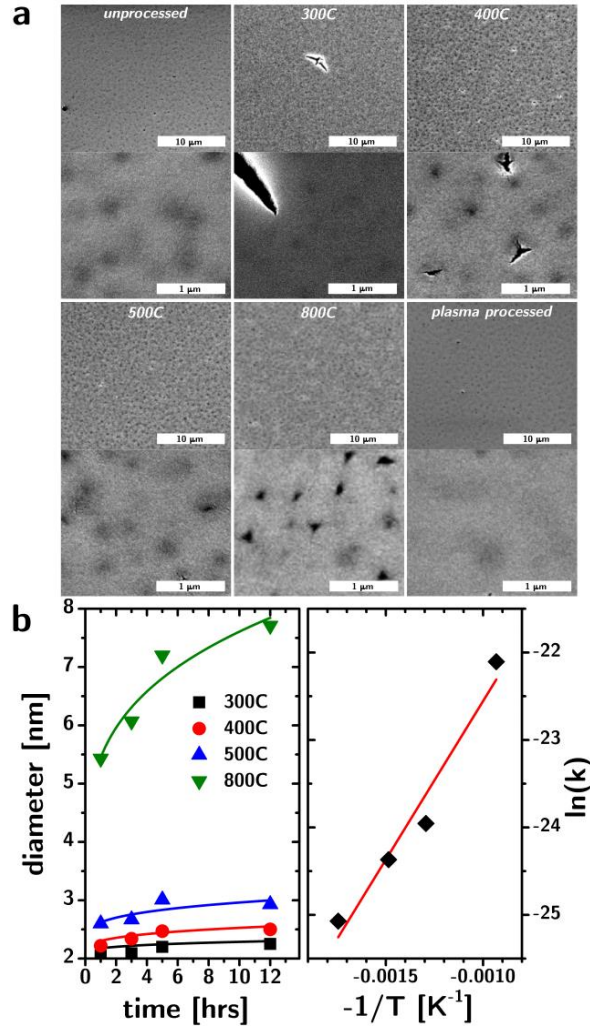 a
unprocessed 300C 400C
10 µm 10 µm 10 µm
1 µm 1 µm 1 µm
500C 800C plasma processed
10 µm 10 µm 10 µm
1 µm 1 µm 1 µm
b
8
7
6
5
4
3
2
diameter [nm]
300C
400C
500C
800C
0 2 4 6 8 10 12
time [hrs]
-22
-23
-24
-25
ln(k)
-0.0015 -0.0010
-1/T [K⁻¹]